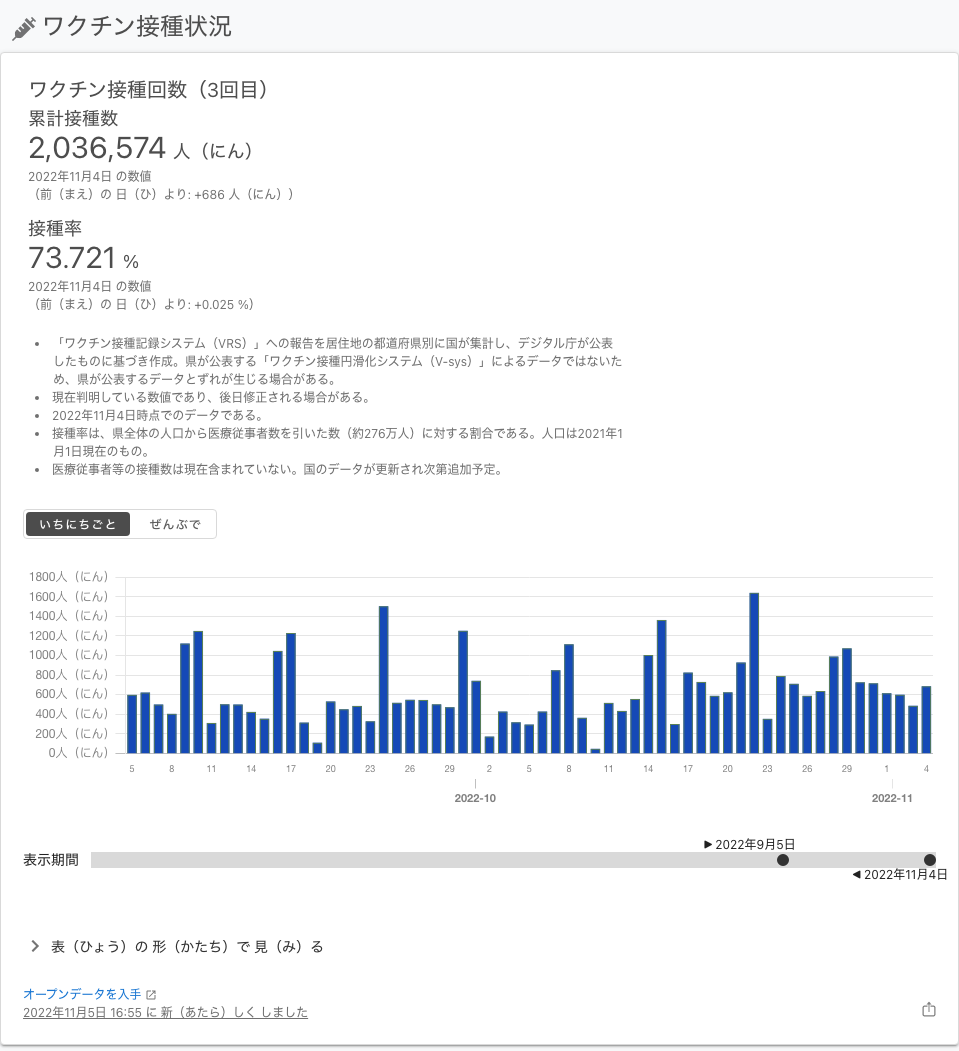 ワクチン接種状況
ワクチン接種回数（3回目）
累計接種数
2,036,574 人（にん）
2022年11月4日 の数値
（前（まえ）の 日（ひ）より: +686 人（にん））
接種率
73.721 %
2022年11月4日 の数値
（前（まえ）の 日（ひ）より: +0.025 %）
「ワクチン接種記録システム（VRS）」への報告を居住地の都道府県別に国が集計し、デジタル庁が公表
したものに基づき作成。県が公表する「ワクチン接種円滑化システム（V-sys）」によるデータではないた
め、県が公表するデータとずれが生じる場合がある。
現在判明している数値であり、後日修正される場合がある。
2022年11月4日時点でのデータである。
接種率は、県全体の人口から医療従事者数を引いた数（約276万人）に対する割合である。人口は2021年1
月1日現在のもの。
医療従事者等の接種数は現在含まれていない。国のデータが更新され次第追加予定。
いちにちごと ぜんぶで
1800人（にん）
1600人（にん）
1400人（にん）
1200人（にん）
1000人（にん）
800人（にん）
600人（にん）
400人（にん）
200人（にん）
0人（にん）
5 8 11 14 17 20 23 26 29 2 5 8 11 14 17 20 23 26 29 1 4
2022-10 2022-11
▶ 2022年9月5日
表示期間
◀ 2022年11月4日
表（ひょう）の 形（かたち）で 見（み）る
オープンデータを入手
2022年11月5日 16:55 に 新（あたら）しく しました